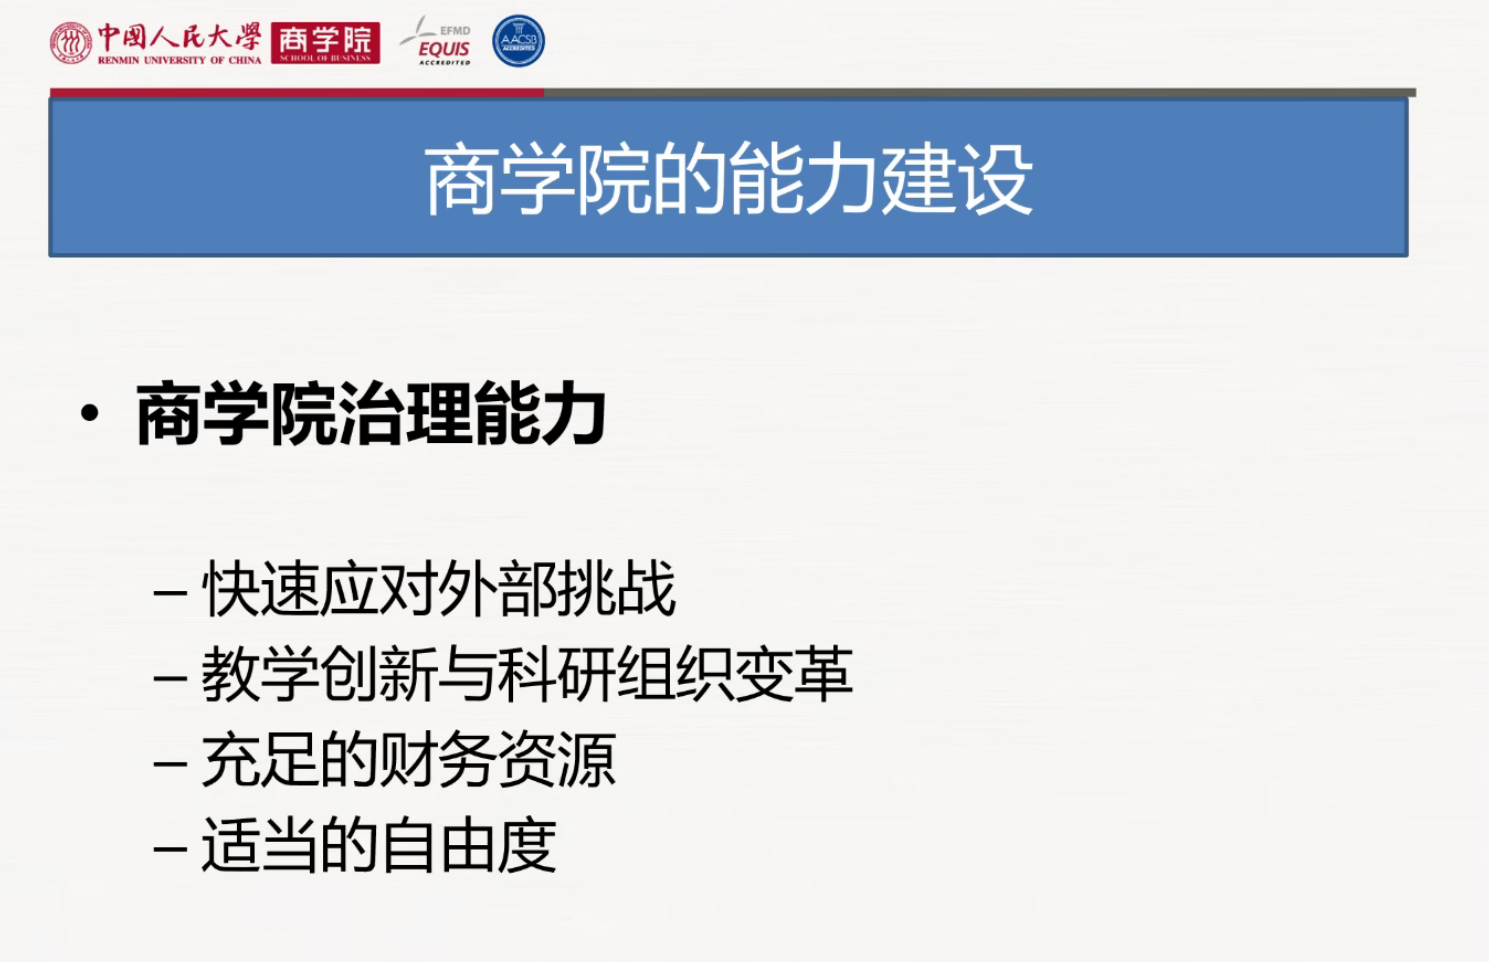 中国人民大学 商学院
RENMIN UNIVERSITY OF CHINA SCHOOL OF BUSINESS
EFMD
EQUIS
ACCREDITED
AACSB
ACCREDITED
商学院的能力建设
• 商学院治理能力
– 快速应对外部挑战
– 教学创新与科研组织变革
– 充足的财务资源
– 适当的自由度